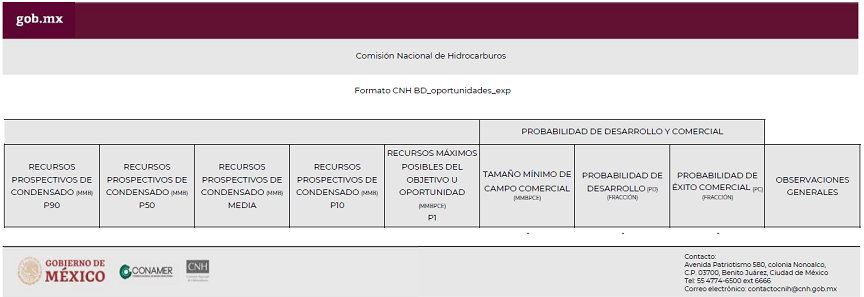 gob.mx
Comisión Nacional de Hidrocarburos
Formato CNH BD_oportunidades_exp
PROBABILIDAD DE DESARROLLO Y COMERCIAL
RECURSOS
PROSPECTIVOS DE
CONDENSADO (MMB)
P90
RECURSOS
PROSPECTIVOS DE
CONDENSADO (MMB)
P50
RECURSOS
PROSPECTIVOS DE
CONDENSADO (MMB)
MEDIA
RECURSOS
PROSPECTIVOS DE
CONDENSADO (MMB)
P10
RECURSOS MÁXIMOS
POSIBLES DEL
OBJETIVO U
OPORTUNIDAD
(MMBPCE)
P1
TAMAÑO MÍNIMO DE
CAMPO COMERCIAL
(MMBPCE)
PROBABILIDAD DE
DESARROLLO (PD)
(FRACCIÓN)
PROBABILIDAD DE
ÉXITO COMERCIAL (PC)
(FRACCIÓN)
OBSERVACIONES
GENERALES
GOBIERNO DE
MÉXICO
CONAMER
CNH
Contacto:
Avenida Patriotismo 580, colonia Nonoalco,
C.P. 03700, Benito Juárez, Ciudad de México
Tel: 55 4774-6500 ext 6666
Correo electrónico: contactocnih@cnh.gob.mx